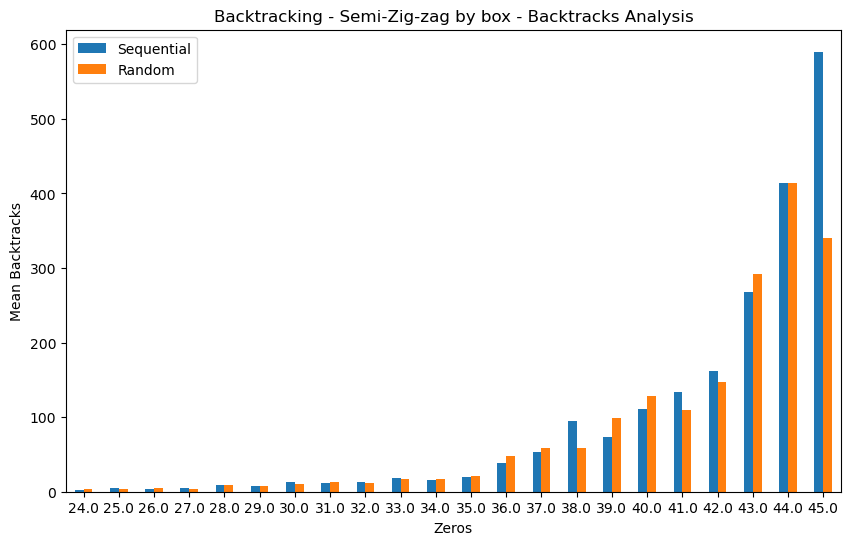 Backtracking - Semi-Zig-zag by box - Backtracks Analysis
Sequential
Random
Mean Backtracks
600
500
400
300
200
100
0
24.0 25.0 26.0 27.0 28.0 29.0 30.0 31.0 32.0 33.0 34.0 35.0 36.0 37.0 38.0 39.0 40.0 41.0 42.0 43.0 44.0 45.0
Zeros